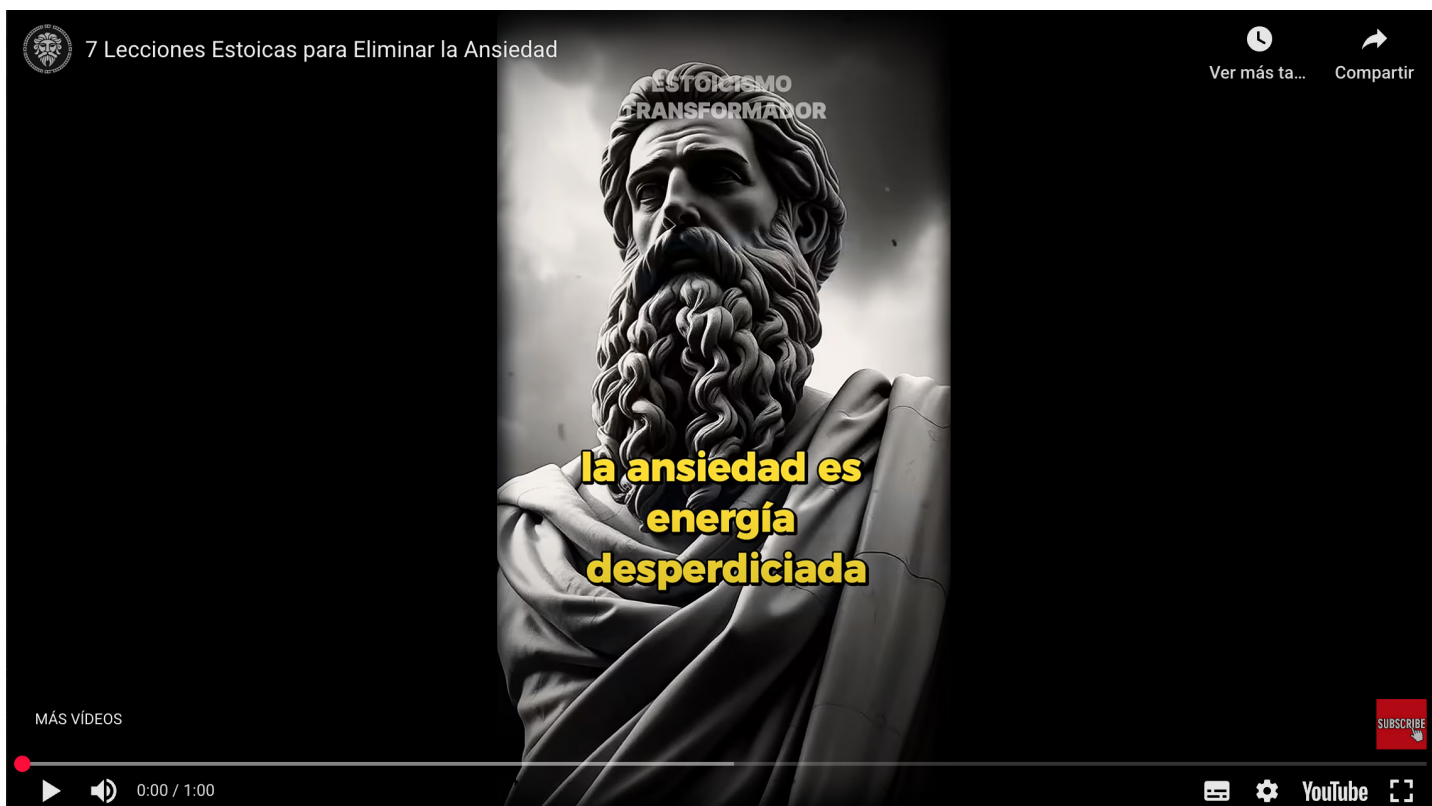 7 Lecciones Estoicas para Eliminar la Ansiedad
Ver más ta...
Compartir
ESTOICISMO
TRANSFORMADOR
la ansiedad es
energía
desperdiciada
MÁS VÍDEOS
SUBSCRIBE
0:00 / 1:00
YouTube